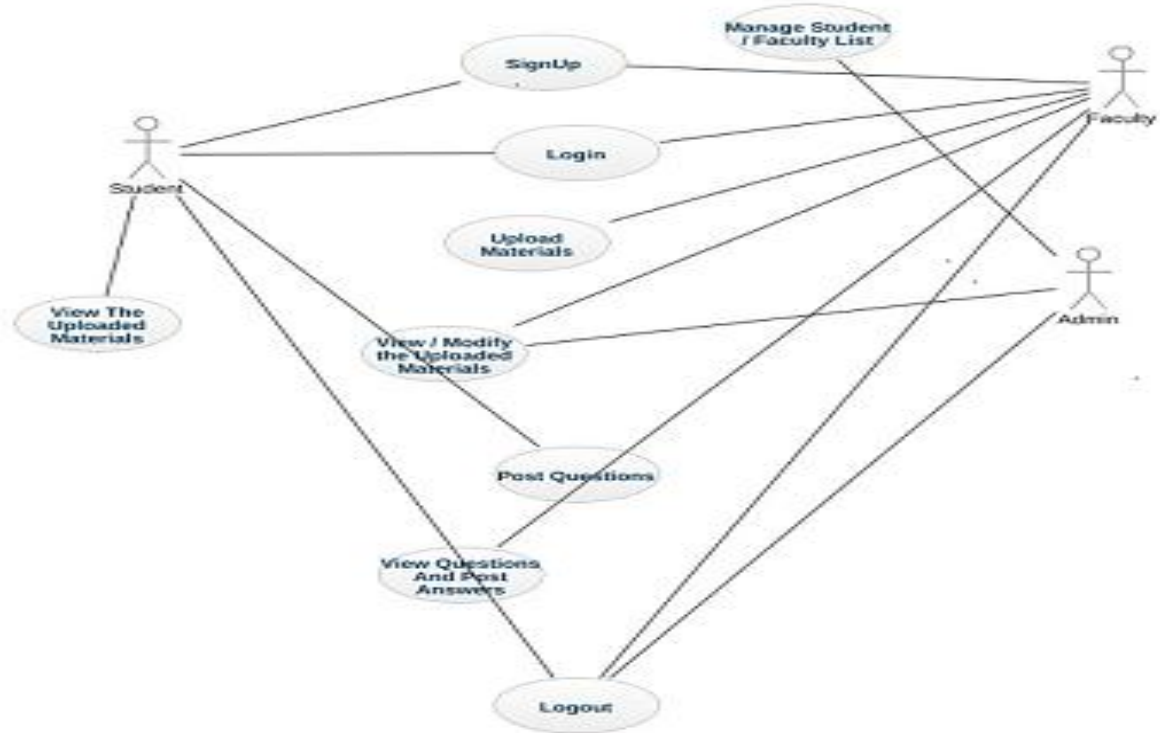 Manage Student
/ Faculty List
SignUp
Faculty
Login
Student
Upload
Materials
Admin
View The
Uploaded
Materials
View / Modify
the Uploaded
Materials
Post Questions
View Questions
And Post
Answers
Logout